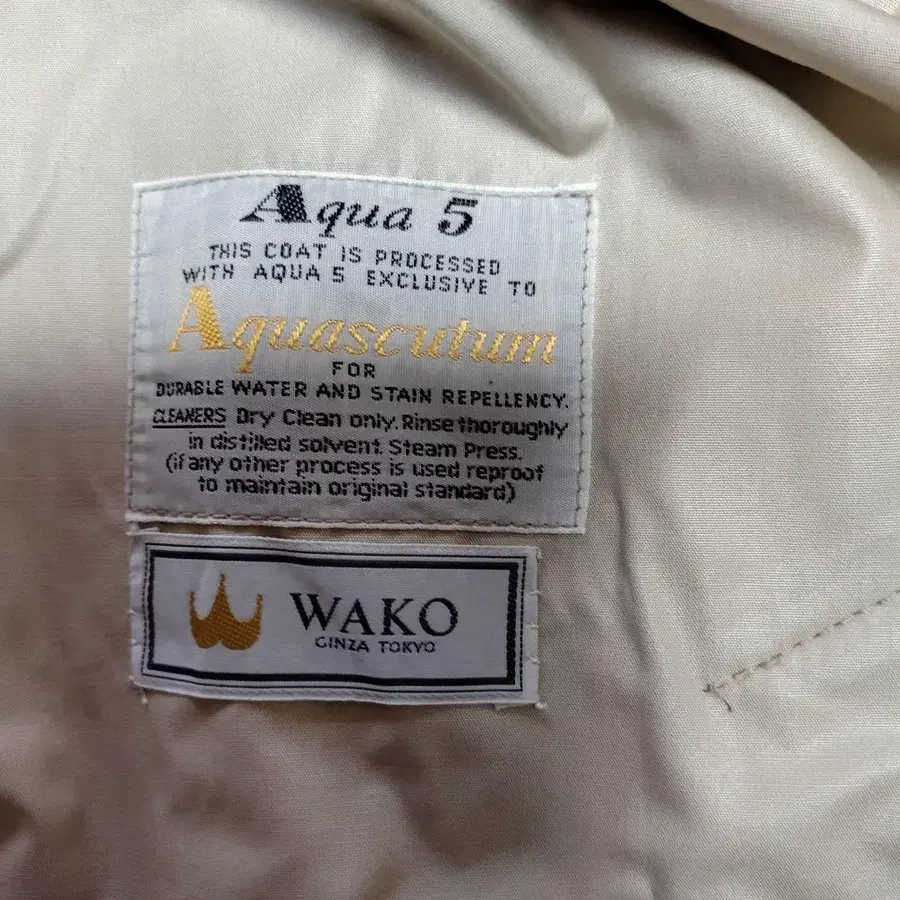 Aqua 5
THIS COAT IS PROCESSED
WITH AQUA 5 EXCLUSIVE TO
Aquascutum
FOR
DURABLE WATER AND STAIN REPELLENCY.
CLEANERS Dry Clean only. Rinse thoroughly
in distilled solvent. Steam Press.
(if any other process is used reproof
to maintain original standard)
WAKO
GINZA TOKYO